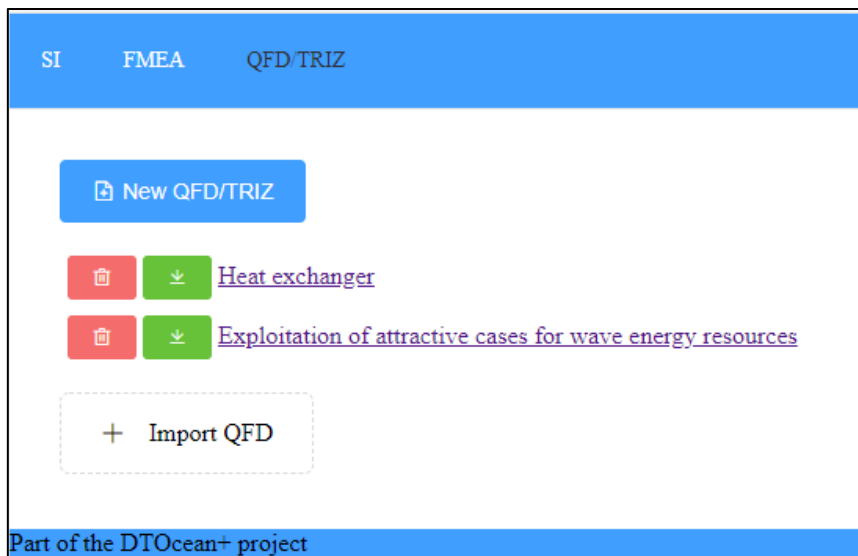 SI FMEA QFD/TRIZ
New QFD/TRIZ
Heat exchanger
Exploitation of attractive cases for wave energy resources
Import QFD
Part of the DTOcean+ project